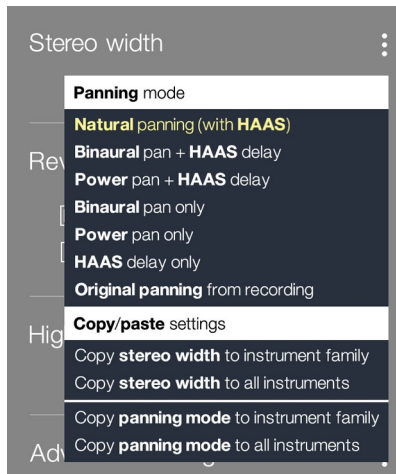 Stereo width
Panning mode
Natural panning (with HAAS)
Rev
Binaural pan + HAAS delay
Power pan + HAAS delay
Binaural pan only
Power pan only
HAAS delay only
Original panning from recording
Copy/paste settings
Hig
Copy stereo width to instrument family
Copy stereo width to all instruments
Copy panning mode to instrument family
Copy panning mode to all instruments